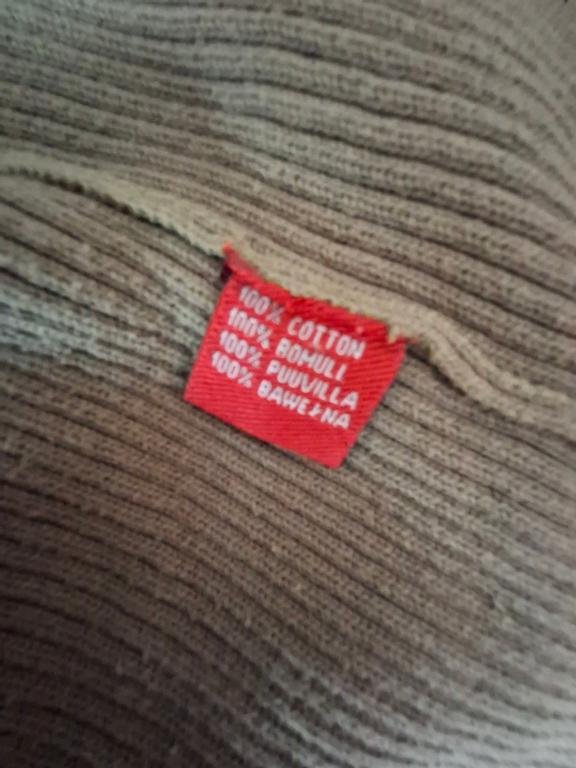 100% COTTON
100% BOMULL
100% PUUVILLA
100% BAWEŁNA